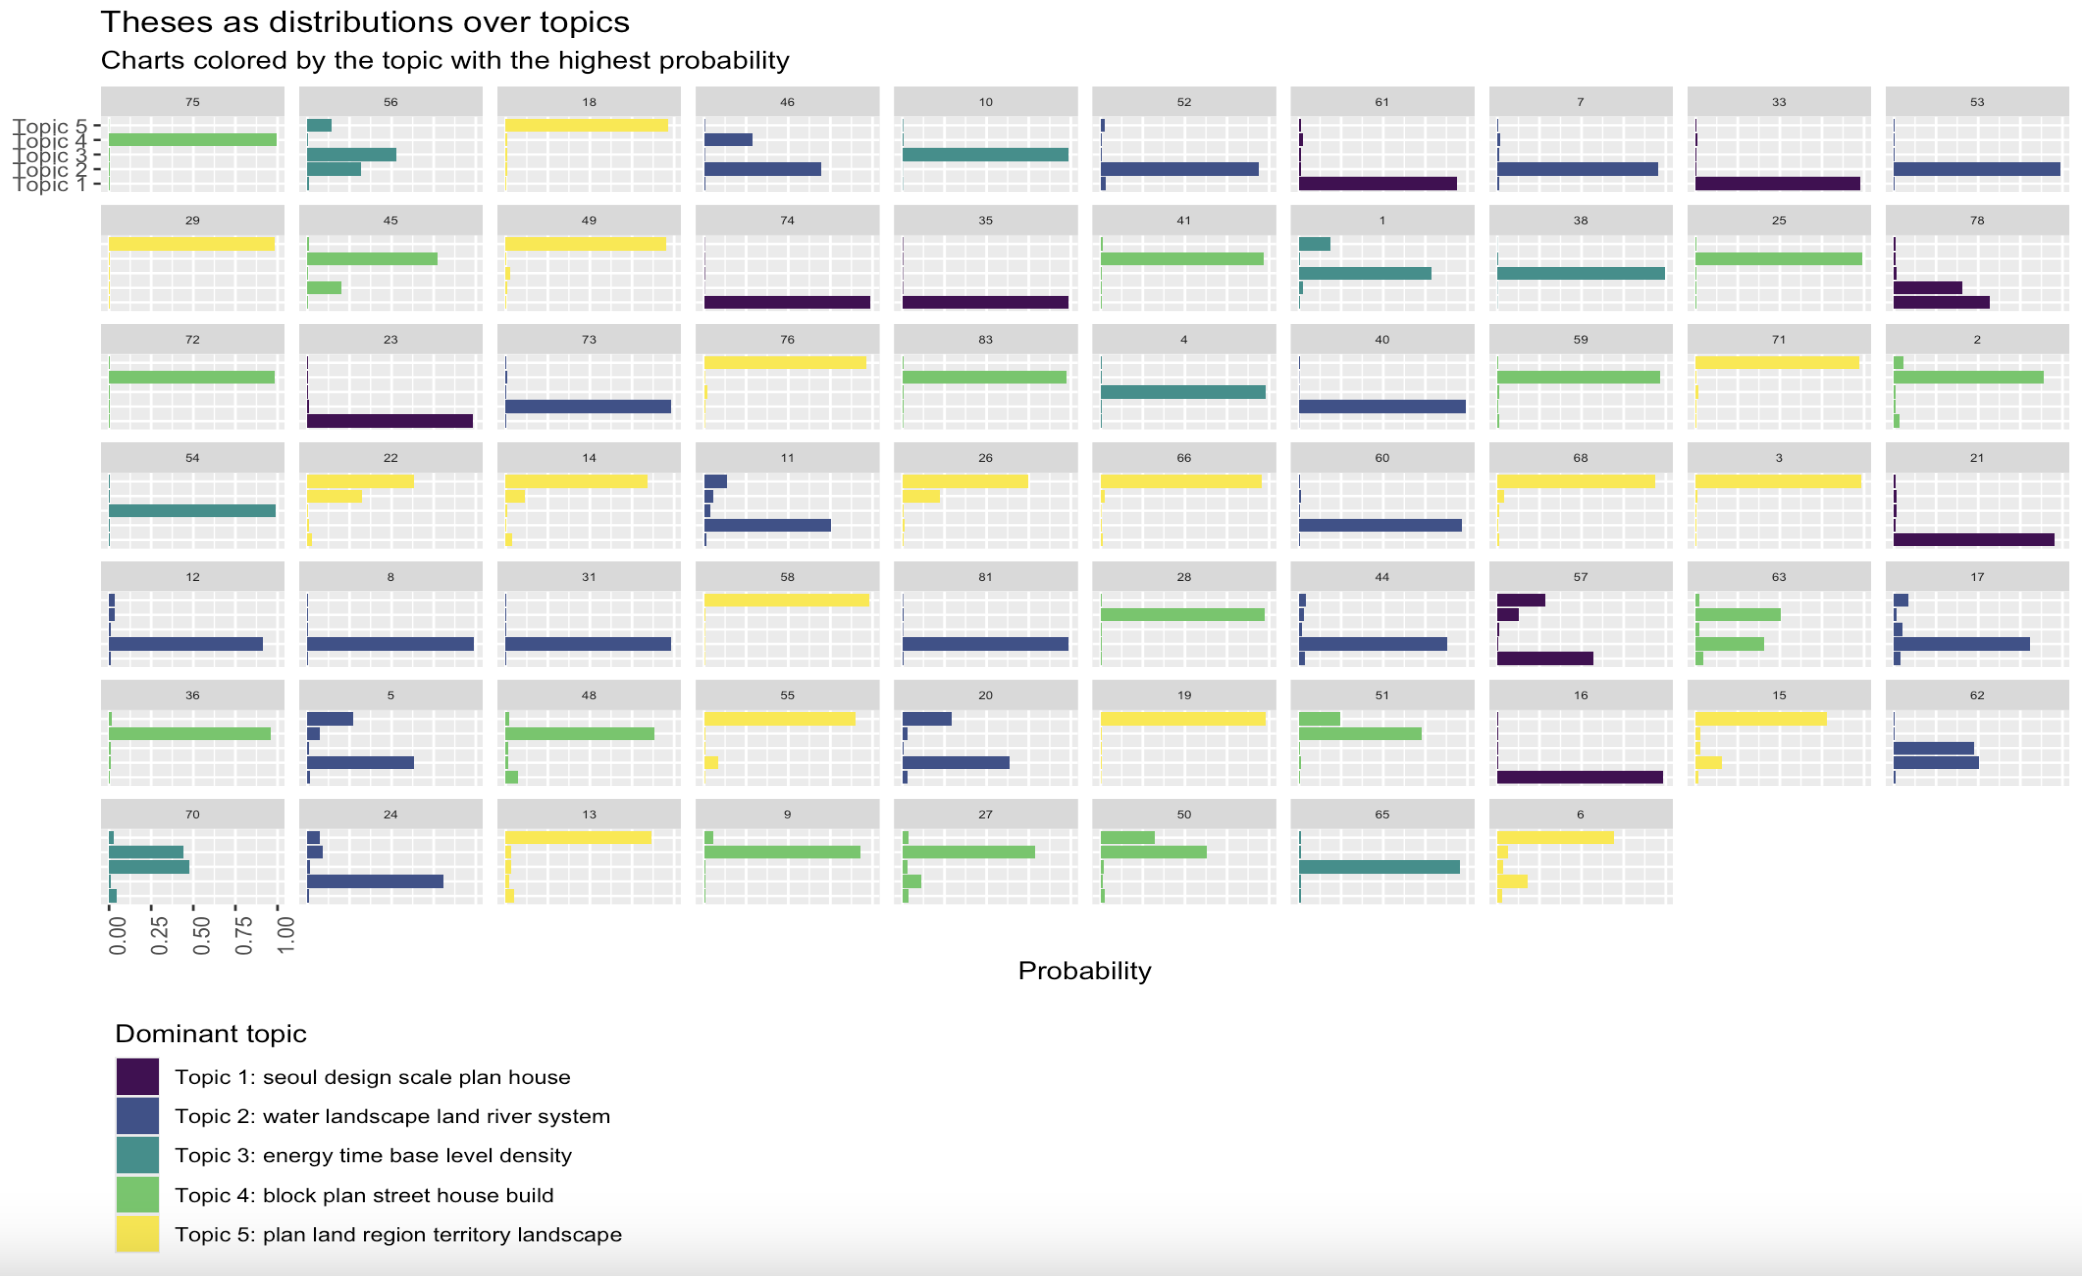 Theses as distributions over topics
Charts colored by the topic with the highest probability
75 56 18 46 10 52 61 7 33 53
Topic 5
Topic 4
Topic 3
Topic 2
Topic 1
29 45 49 74 35 41 1 38 25 78
72 23 73 76 83 4 40 59 71 2
54 22 14 11 26 66 60 68 3 21
12 8 31 58 81 28 44 57 63 17
36 5 48 55 20 19 51 16 15 62
70 24 13 9 27 50 65 6
0.00 0.25 0.50 0.75 1.00
Probability
Dominant topic
Topic 1: seoul design scale plan house
Topic 2: water landscape land river system
Topic 3: energy time base level density
Topic 4: block plan street house build
Topic 5: plan land region territory landscape